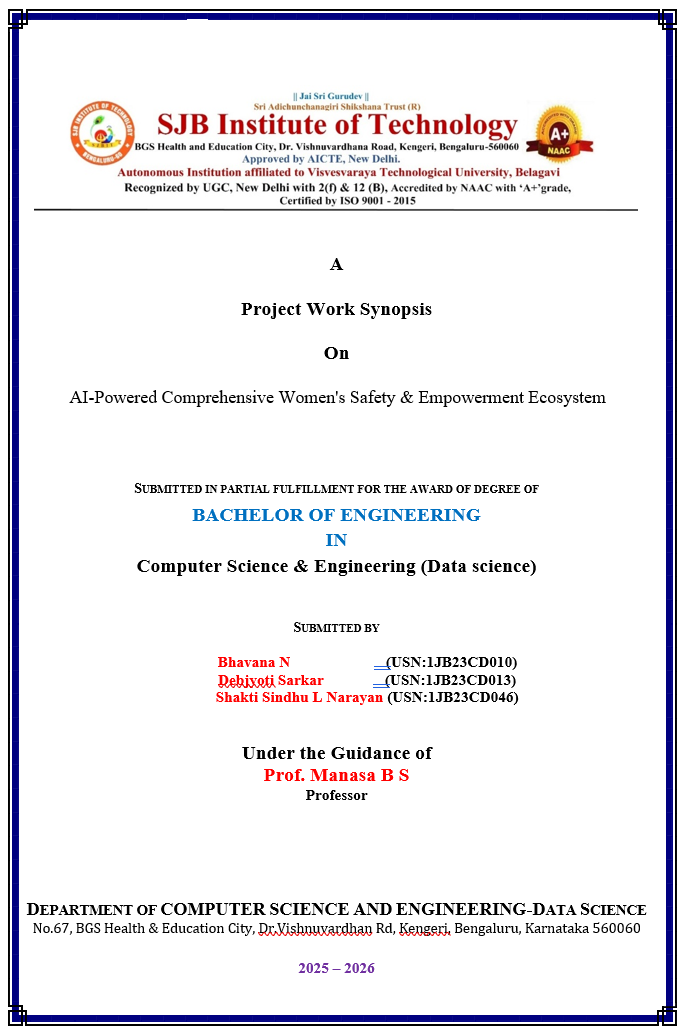 || Jai Sri Gurudev ||
Sri Adichunchanagiri Shikshana Trust (R)
SJB Institute of Technology
BGS Health and Education City, Dr. Vishnuvardhana Road, Kengeri, Bengaluru-560060
Approved by AICTE, New Delhi.
Autonomous Institution affiliated to Visvesvaraya Technological University, Belagavi
Recognized by UGC, New Delhi with 2(f) & 12 (B), Accredited by NAAC with ‘A+’grade,
Certified by ISO 9001 - 2015
A+
NAAC
A
Project Work Synopsis
On
AI-Powered Comprehensive Women's Safety & Empowerment Ecosystem
SUBMITTED IN PARTIAL FULFILLMENT FOR THE AWARD OF DEGREE OF
BACHELOR OF ENGINEERING
IN
Computer Science & Engineering (Data science)
SUBMITTED BY
Bhavana N (USN:1JB23CD010)
Debjyoti Sarkar (USN:1JB23CD013)
Shakti Sindhu L Narayan (USN:1JB23CD046)
Under the Guidance of
Prof. Manasa B S
Professor
DEPARTMENT OF COMPUTER SCIENCE AND ENGINEERING-DATA SCIENCE
No.67, BGS Health & Education City, Dr.Vishnuvardhan Rd, Kengeri, Bengaluru, Karnataka 560060
2025 – 2026